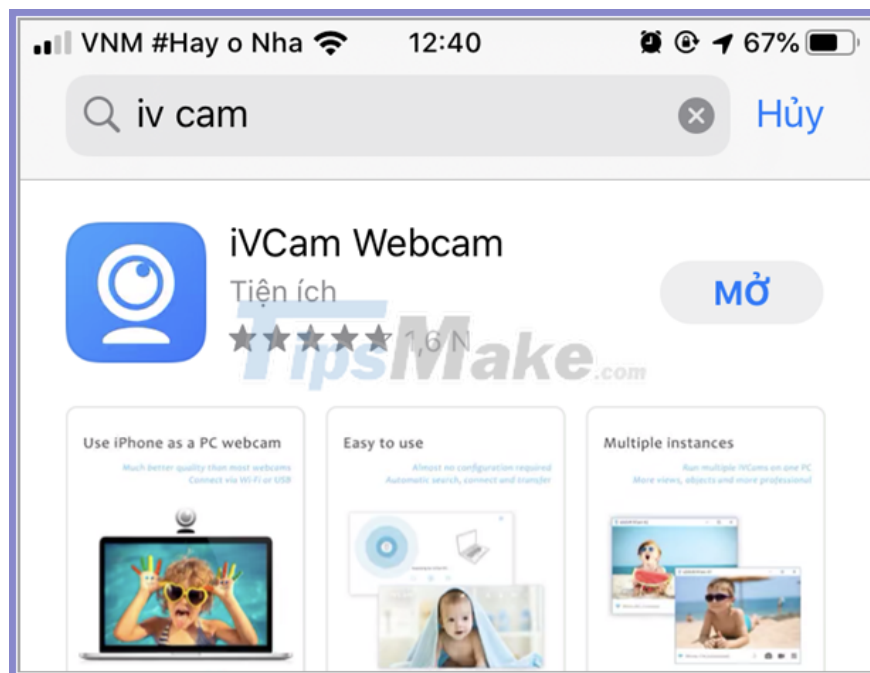 VNM #Hay o Nha 12:40 67%
iv cam Hủy
iVCam Webcam
Tiện ích
MỞ
1,6 N
TipsMake.com
Use iPhone as a PC webcam
Much better quality than most webcams
Connect via Wi-Fi or USB
Easy to use
Almost no configuration required
Automatic search, connect and transfer
Multiple instances
Run multiple iVCams on one PC
More views, objects and more professional